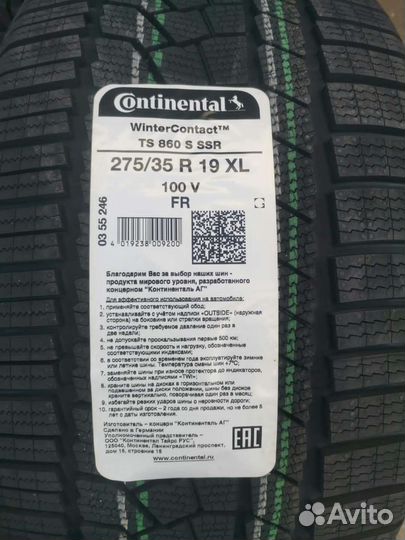 Continental
WinterContact™
TS 860 S SSR
275/35 R 19 XL
100 V
FR
03 55 246
4 019238 009200
Благодарим Вас за выбор наших шин -
продукта мирового уровня, разработанного
концерном "Континенталь АГ"
Для эффективного использования на автомобиле:
1. применяйте соответствующий обод;
2. устанавливайте с учётом надписи «OUTSIDE» (наружная
сторона) на боковине или стрелки вращения;
3. контролируйте требуемое давление один раз в
две недели;
4. не допускайте проскальзывания первые 500 км;
5. не превышайте скорость и нагрузку, обозначенные
соответствующими индексами;
6. в соответствии со временем года эксплуатируйте зимние
или летние шины. Температура смены шин +7°C;
7. заменяйте шины при износе протектора до индикаторов,
обозначенных надписью «TWI»;
8. храните шины на дисках в горизонтальном или
подвешенном за диски положении, шины без дисков
храните вертикально, поворачивая один раз в месяц;
9. избегайте резких ударов шины о неровности дороги;
10. гарантийный срок - 2 года со дня продажи, но не более 5
лет с даты изготовления.
Изготовитель - концерн "Континенталь АГ"
Сделано в Германии
Уполномоченный представитель -
ООО "Континентал Тайрс РУС",
125040, Москва, Ленинградский проспект,
дом 15, строение 15
www.continental.ru
EAC
Avito